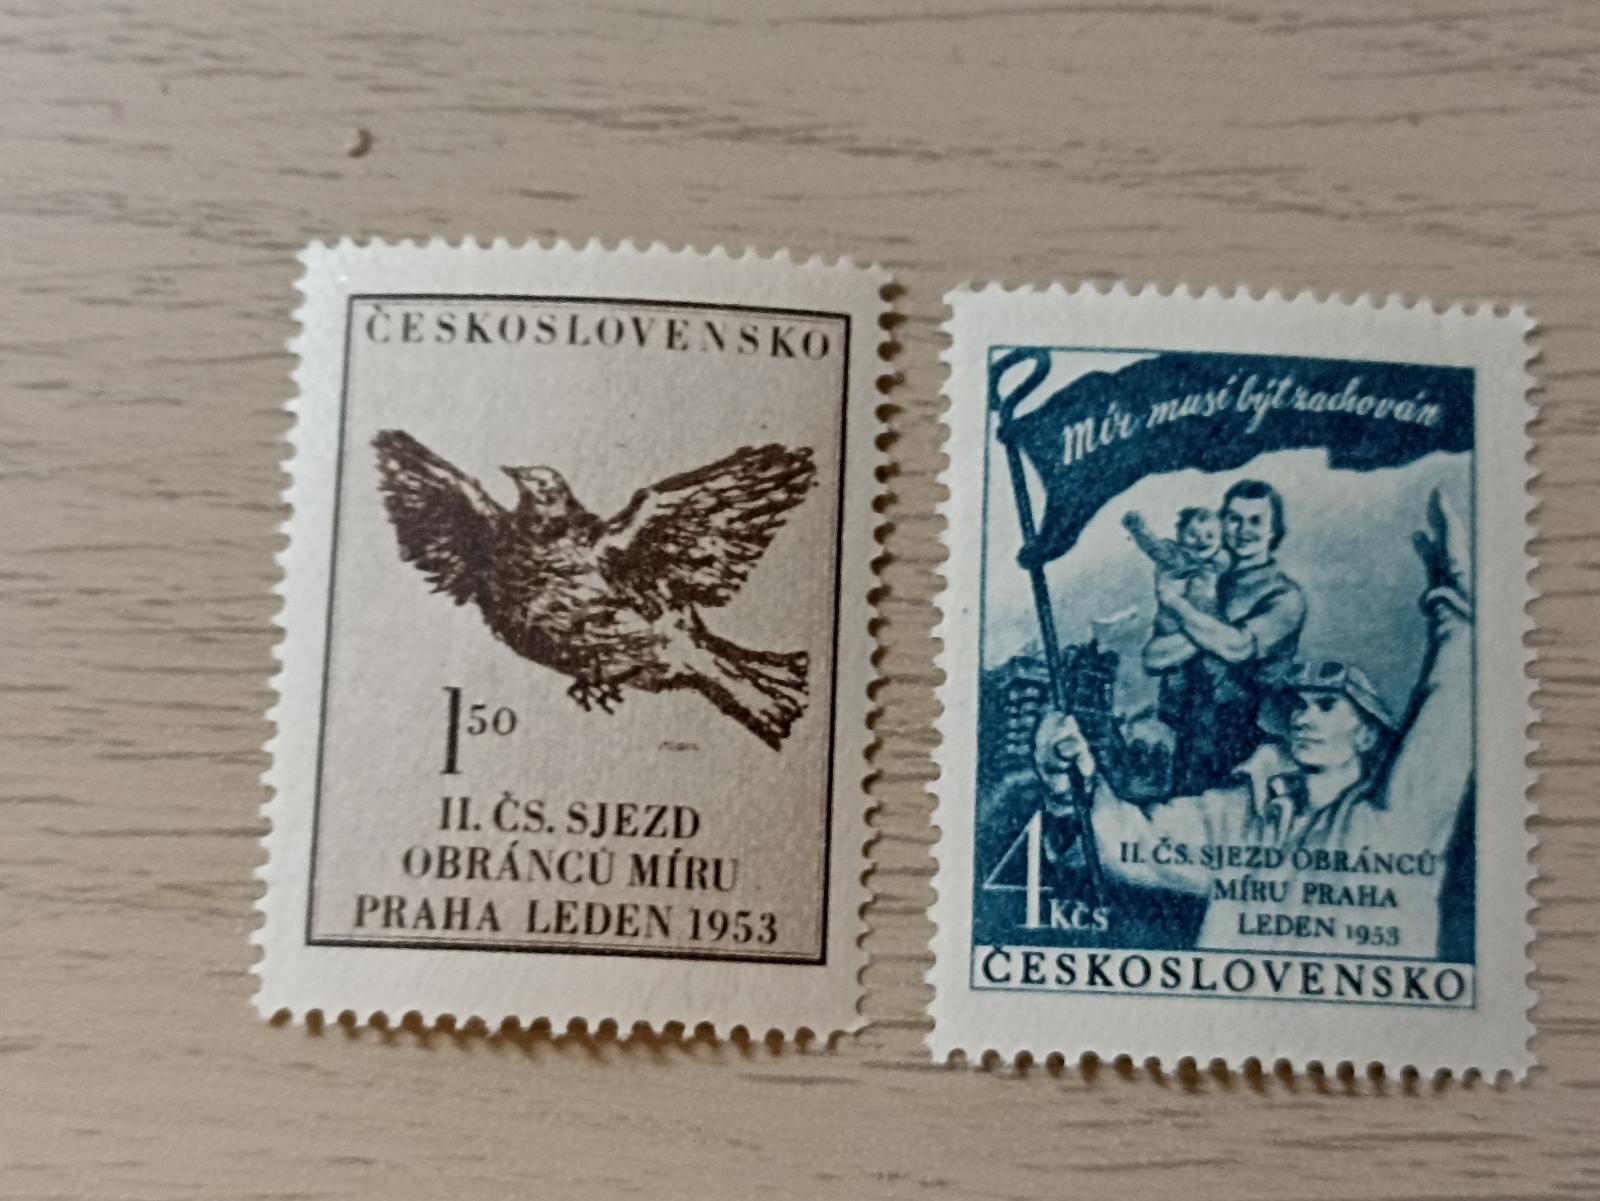 ČESKOSLOVENSKO
1 50
II. ČS. SJEZD
OBRÁNCŮ MÍRU
PRAHA LEDEN 1953
Mír musí být zachován
4 Kčs
II. ČS. SJEZD OBRÁNCŮ
MÍRU PRAHA
LEDEN 1953
ČESKOSLOVENSKO